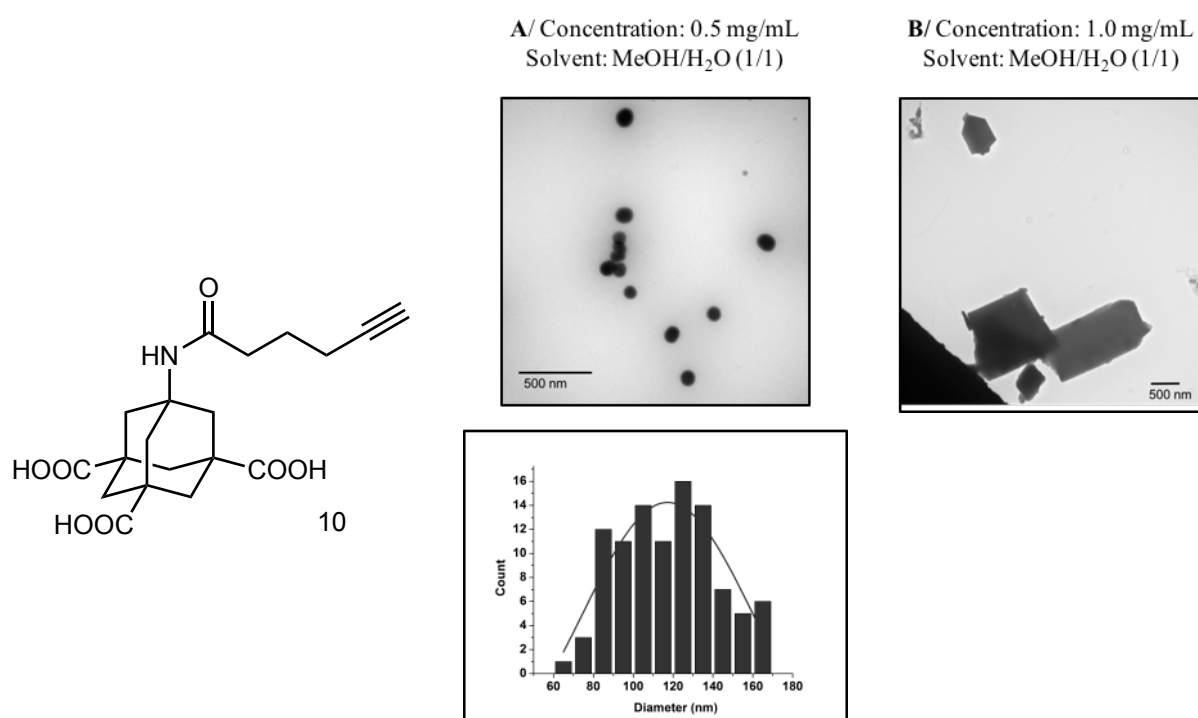 A/ Concentration: 0.5 mg/mL
Solvent: MeOH/H₂O (1/1)
B/ Concentration: 1.0 mg/mL
Solvent: MeOH/H₂O (1/1)
500 nm
500 nm
O
HN
HOOC
COOH
HOOC
10
Count
16
14
12
10
8
6
4
2
0
60 80 100 120 140 160 180
Diameter (nm)